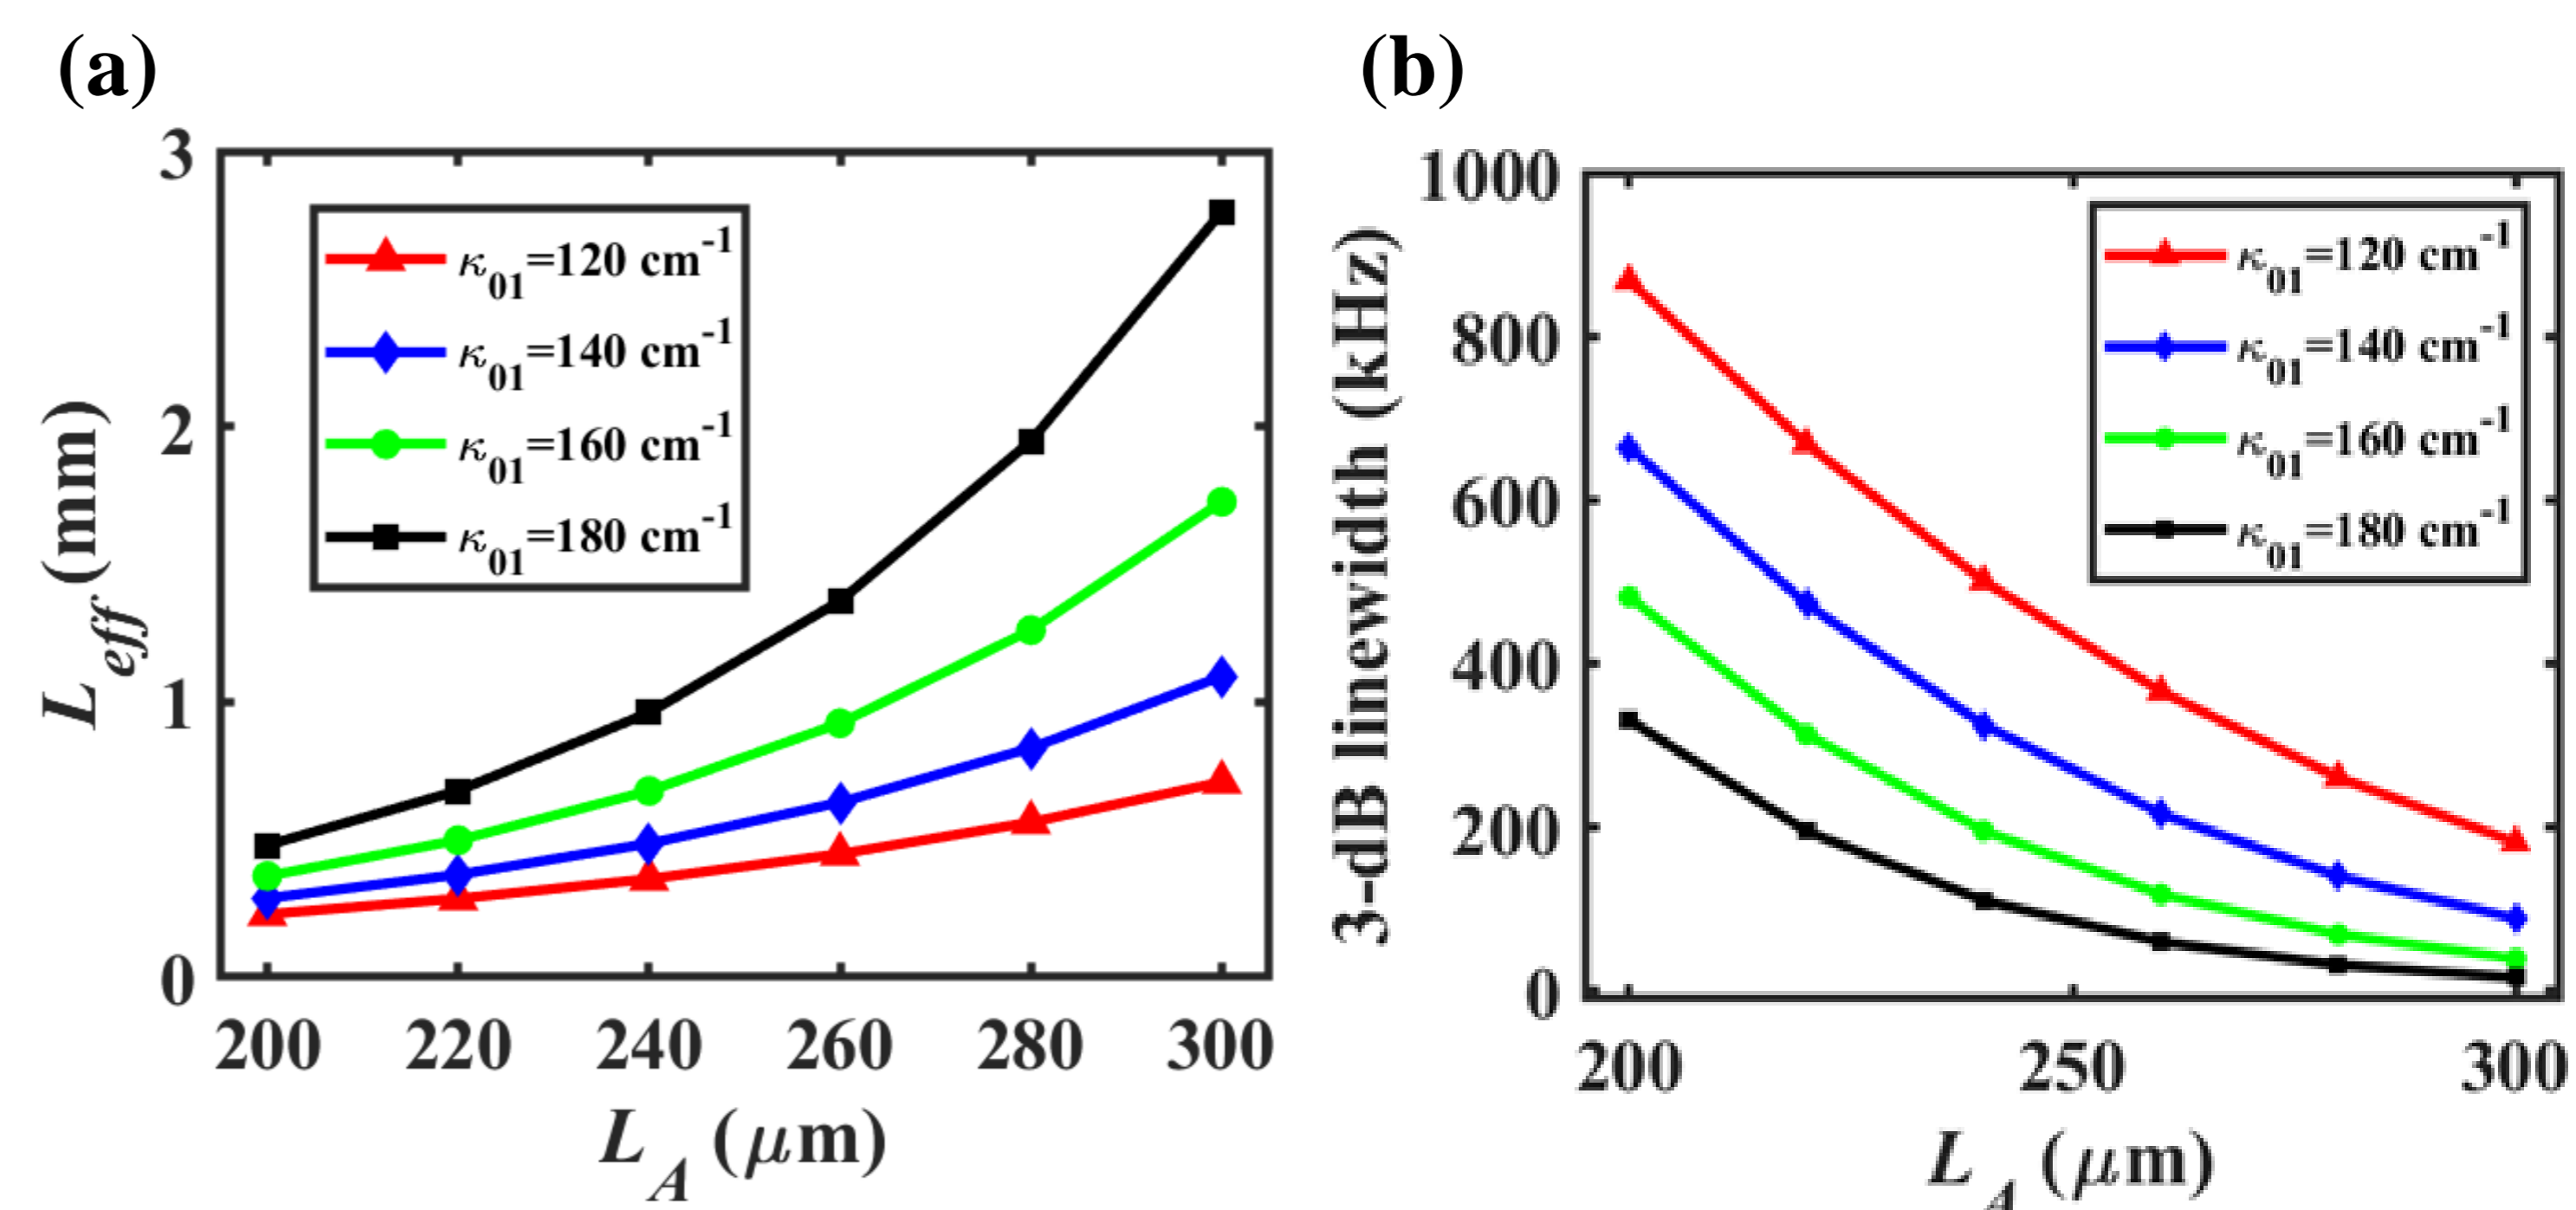 (a)
3
2
1
0
L eff (mm)
κ01=120 cm-1
κ01=140 cm-1
κ01=160 cm-1
κ01=180 cm-1
200 220 240 260 280 300
LA (μm)
(b)
1000
800
600
400
200
0
3-dB linewidth (kHz)
κ01=120 cm-1
κ01=140 cm-1
κ01=160 cm-1
κ01=180 cm-1
200 250 300
LA (μm)